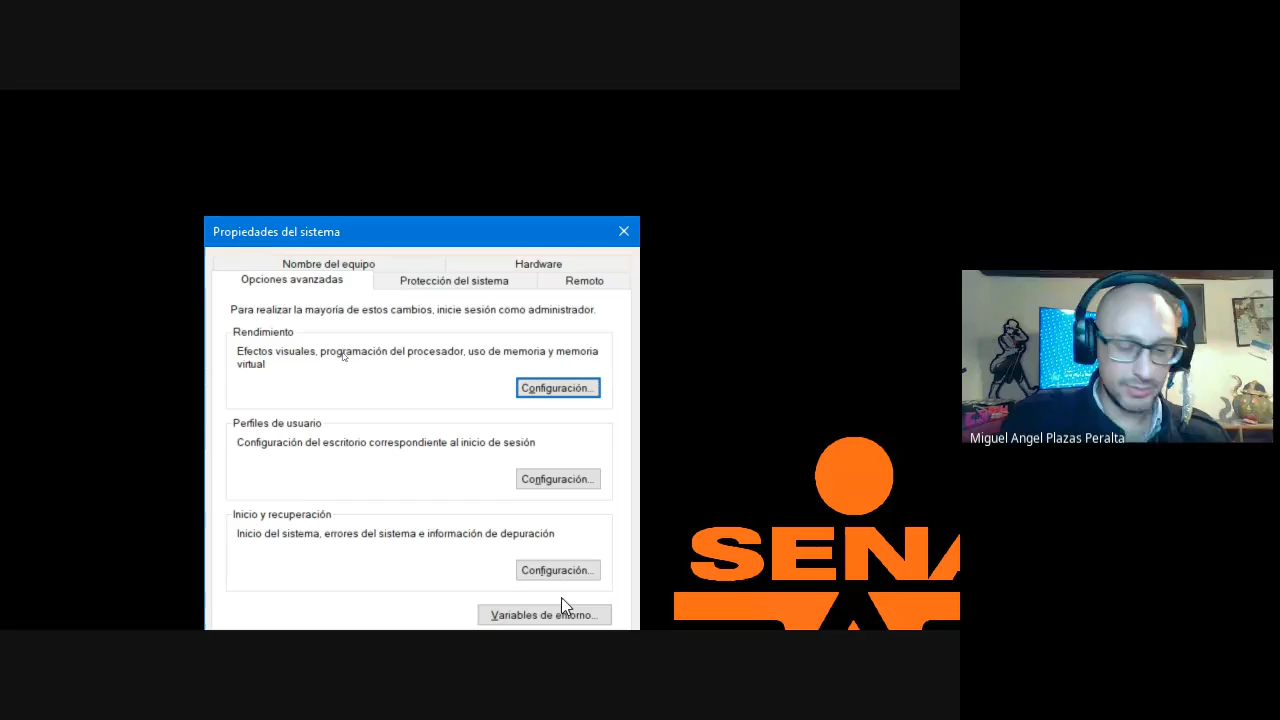 Propiedades del sistema
Nombre del equipo
Hardware
Opciones avanzadas
Protección del sistema
Remoto
Para realizar la mayoría de estos cambios, inicie sesión como administrador.
Rendimiento
Efectos visuales, programación del procesador, uso de memoria y memoria
virtual
Configuración...
Perfiles de usuario
Configuración del escritorio correspondiente al inicio de sesión
Configuración...
Inicio y recuperación
Inicio del sistema, errores del sistema e información de depuración
Configuración...
Variables de entorno...
SENA
Miguel Angel Plazas Peralta